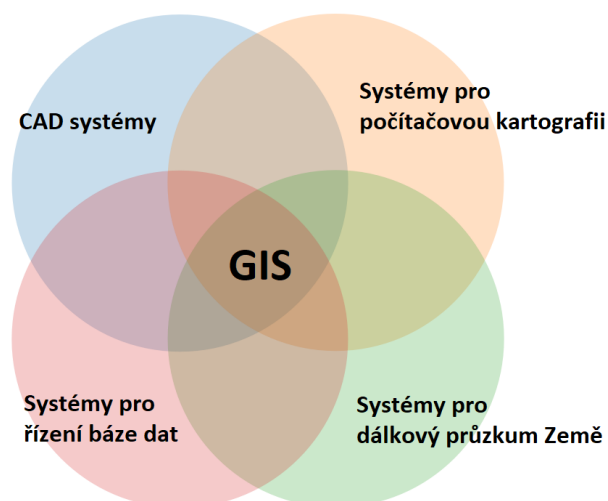 CAD systémy
Systémy pro
počítačovou kartografii
GIS
Systémy pro
řízení báze dat
Systémy pro
dálkový průzkum Země